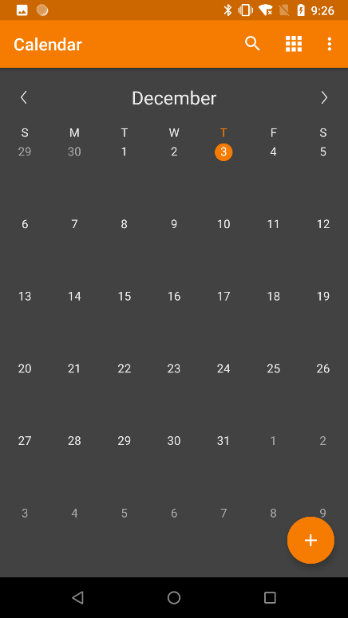 9:26
Calendar
December
S M T W T F S
29 30 1 2 3 4 5
6 7 8 9 10 11 12
13 14 15 16 17 18 19
20 21 22 23 24 25 26
27 28 29 30 31 1 2
3 4 5 6 7 8 9